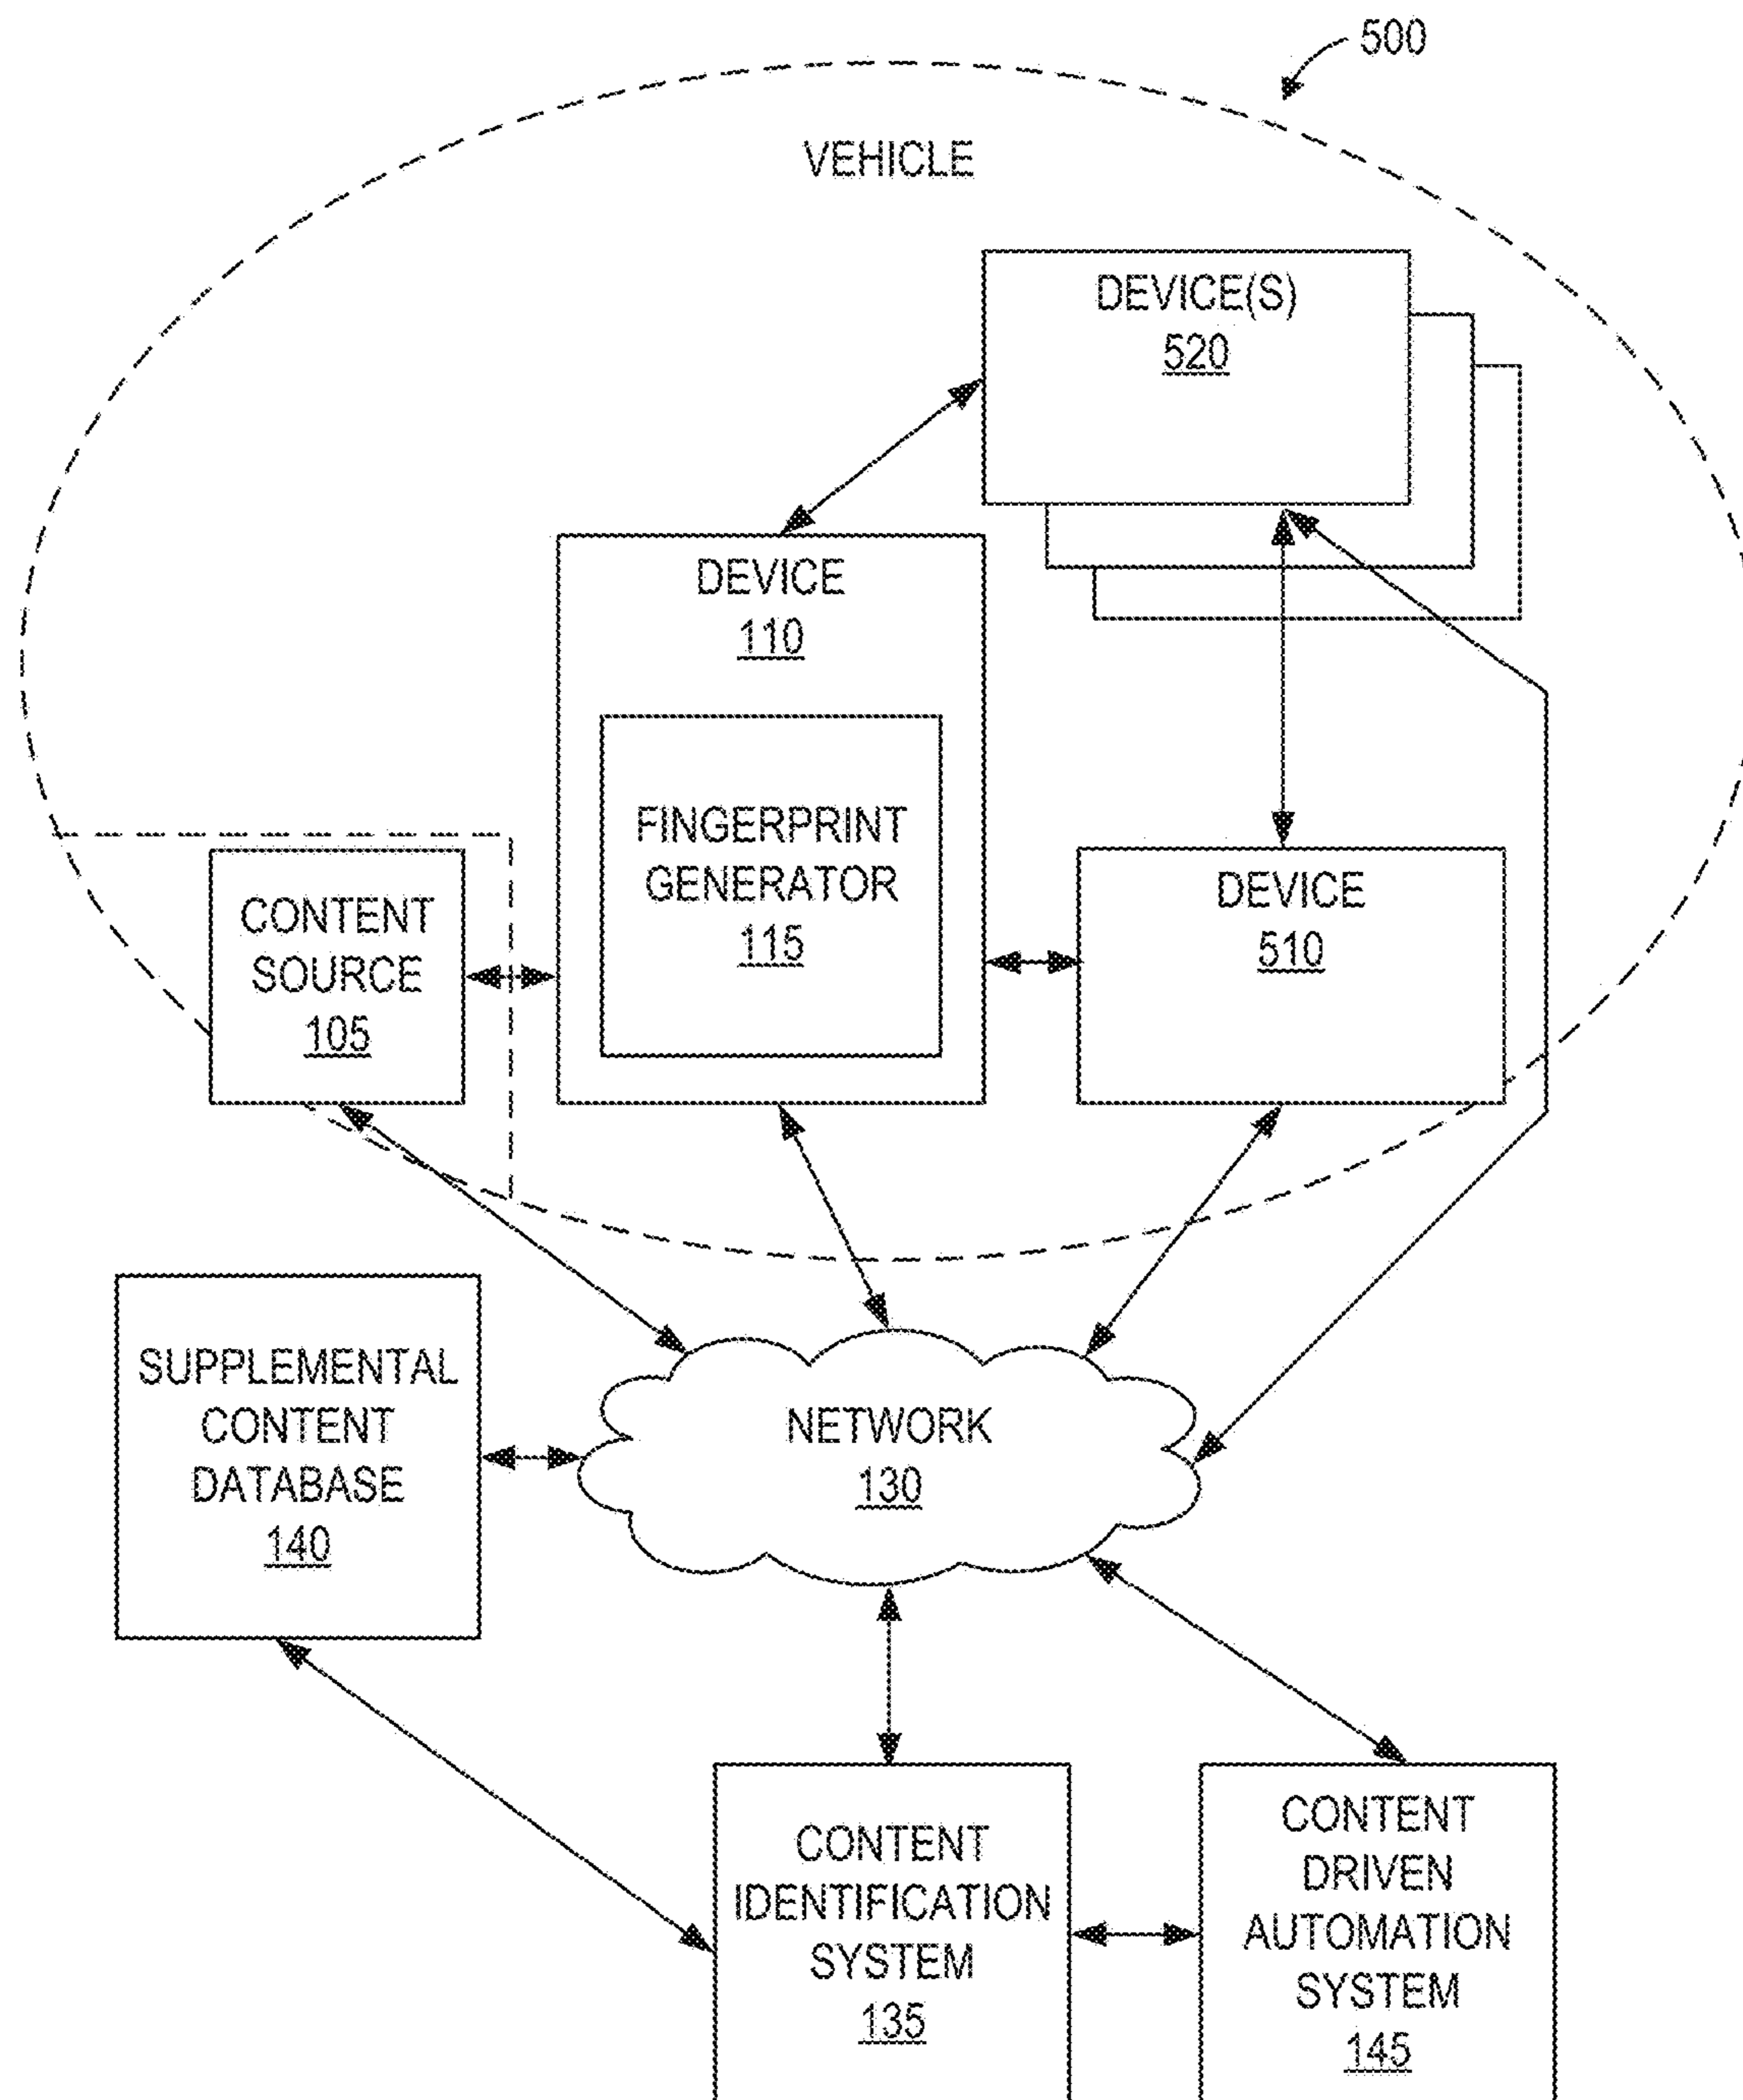 500
VEHICLE
DEVICE(S)
520
DEVICE
110
FINGERPRINT
GENERATOR
115
CONTENT
SOURCE
105
DEVICE
510
SUPPLEMENTAL
CONTENT
DATABASE
140
NETWORK
130
CONTENT
IDENTIFICATION
SYSTEM
135
CONTENT
DRIVEN
AUTOMATION
SYSTEM
145